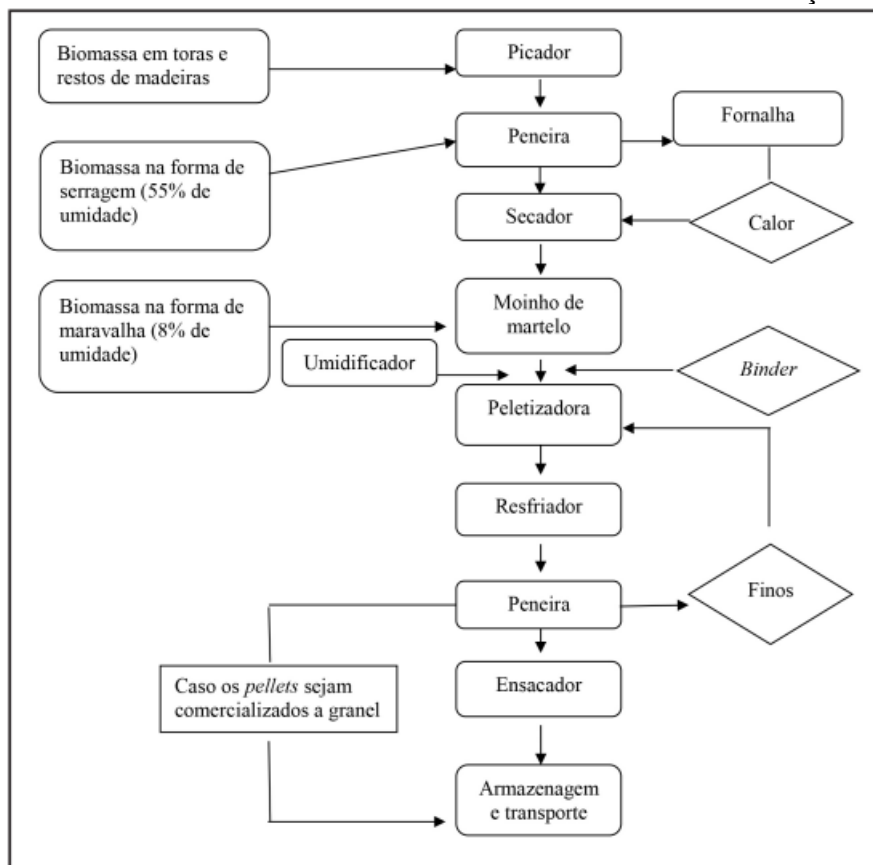 Biomassa em toras e
restos de madeiras
Picador
Peneira
Fornalha
Biomassa na forma de
serragem (55% de
umidade)
Secador
Calor
Biomassa na forma de
maravalha (8% de
umidade)
Moinho de
martelo
Umidificador
Binder
Peletizadora
Resfriador
Peneira
Finos
Caso os pellets sejam
comercializados a granel
Ensacador
Armazenagem
e transporte